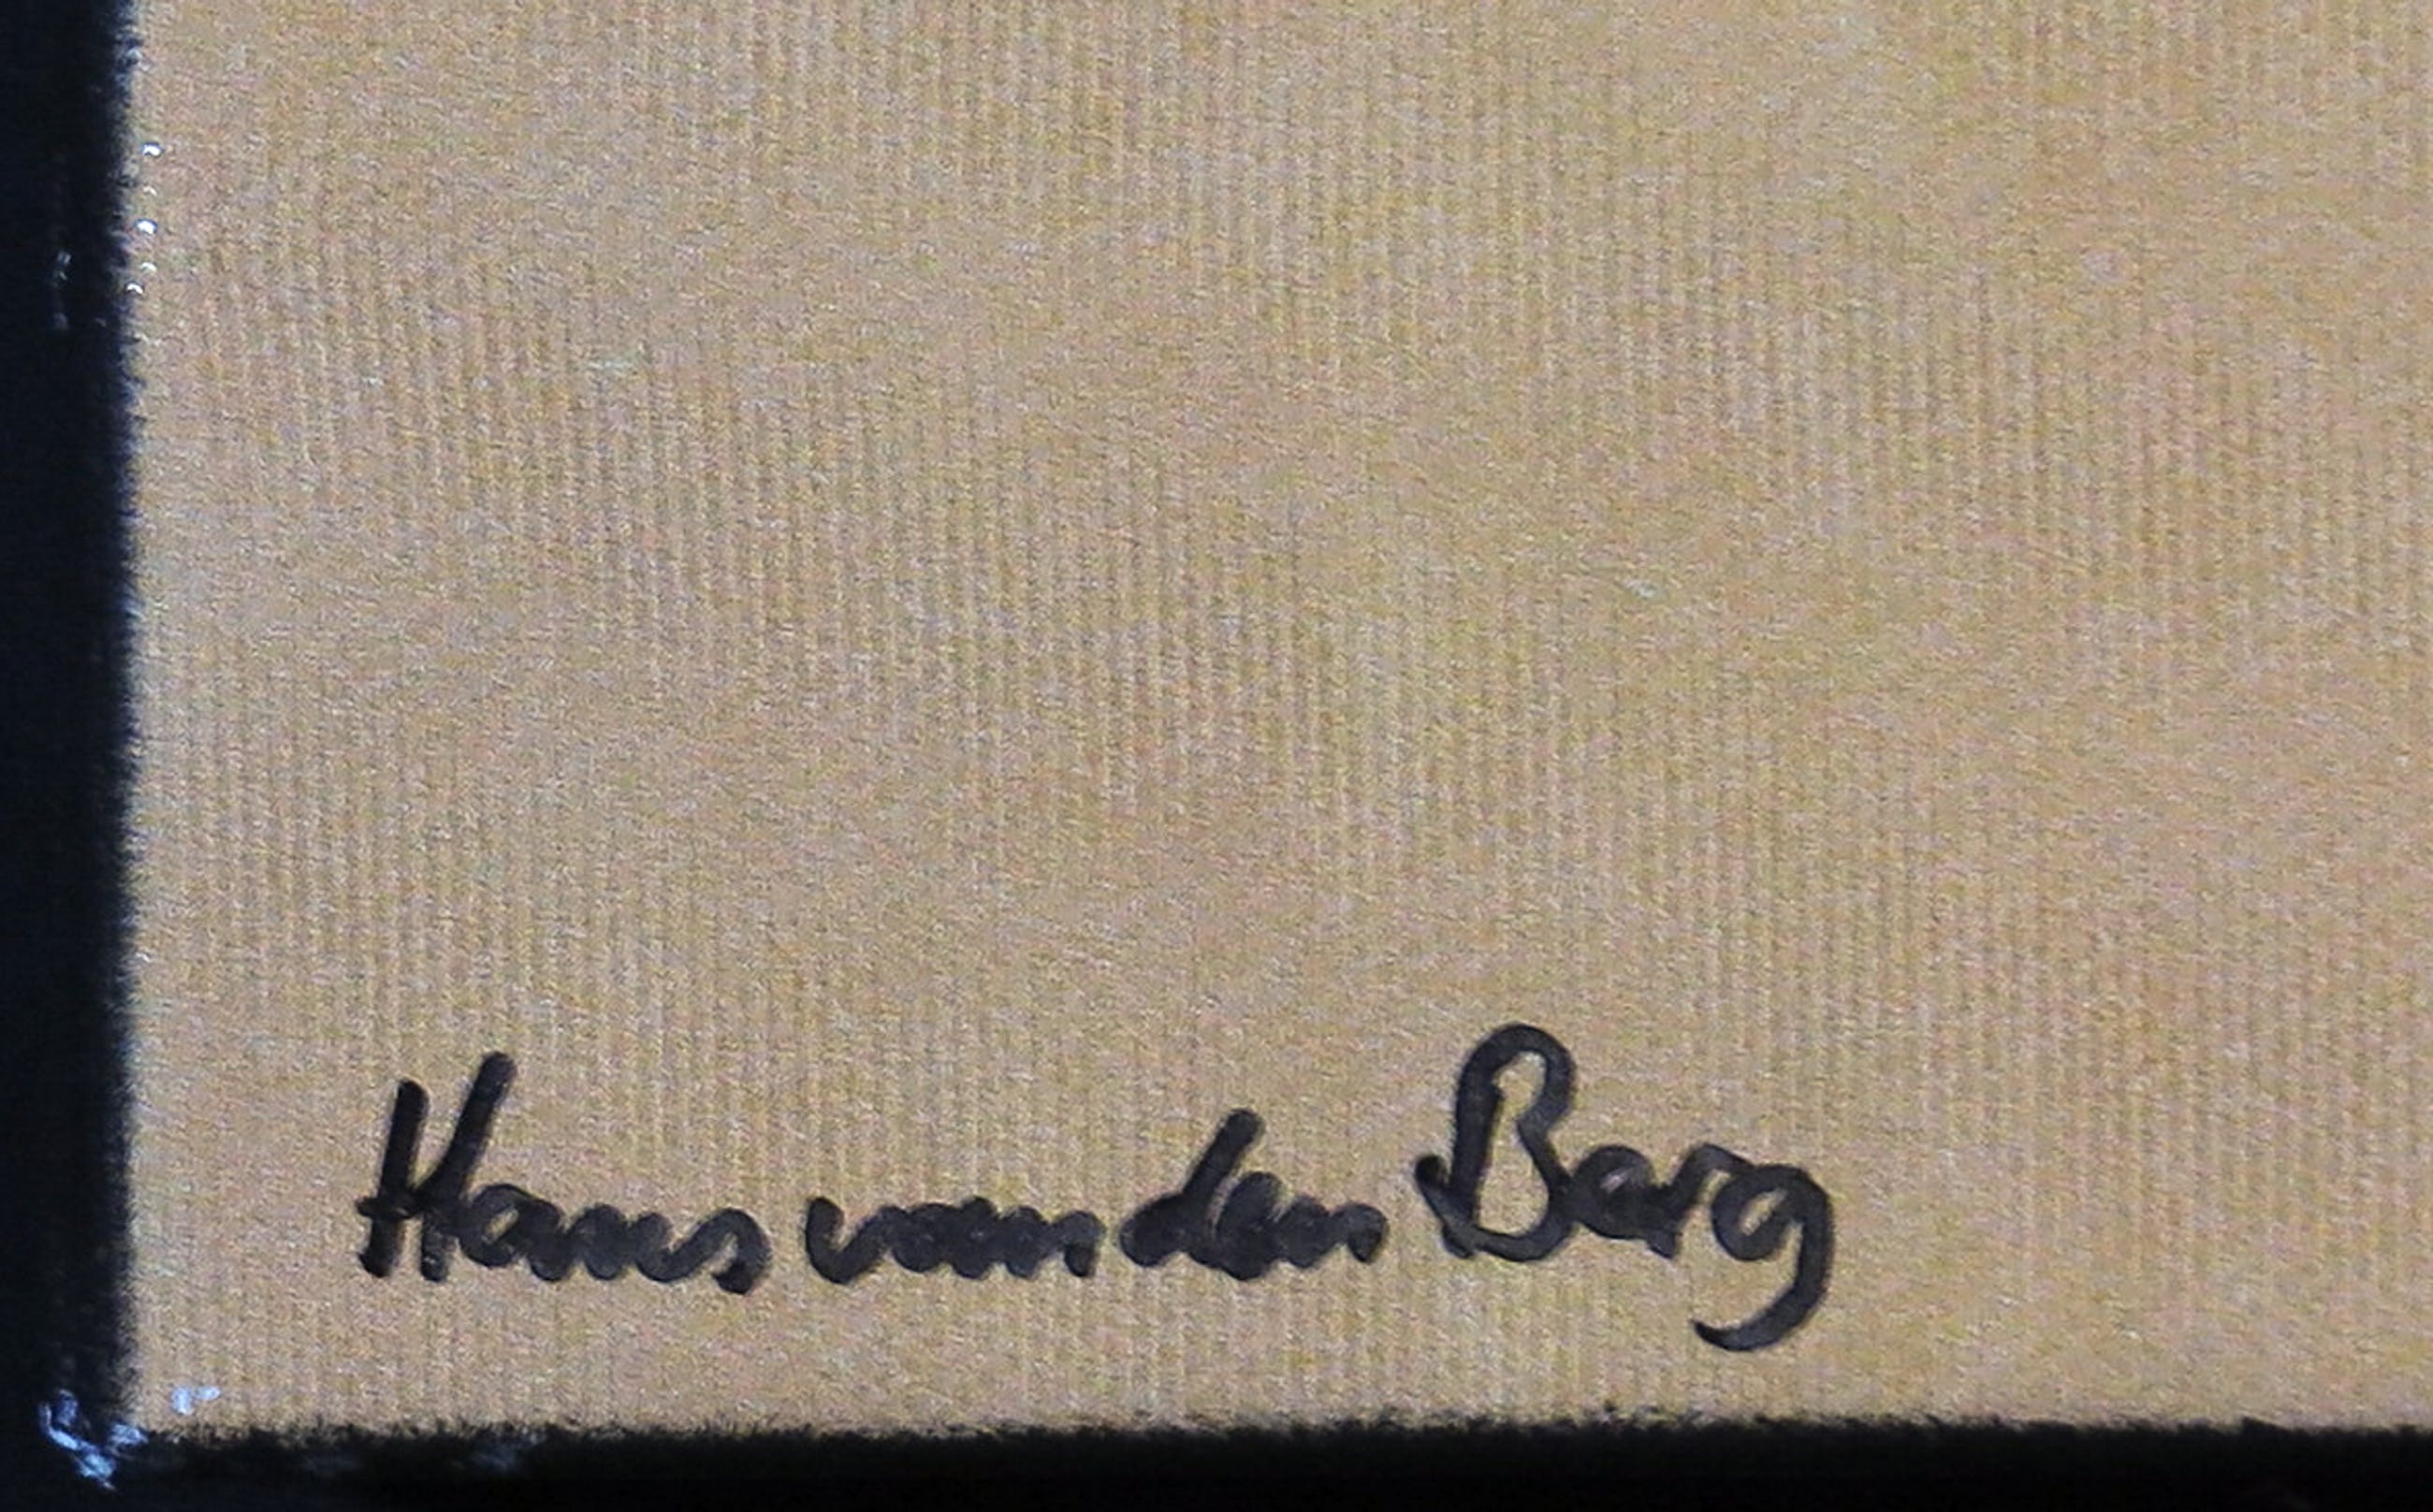 Hans van den Berg